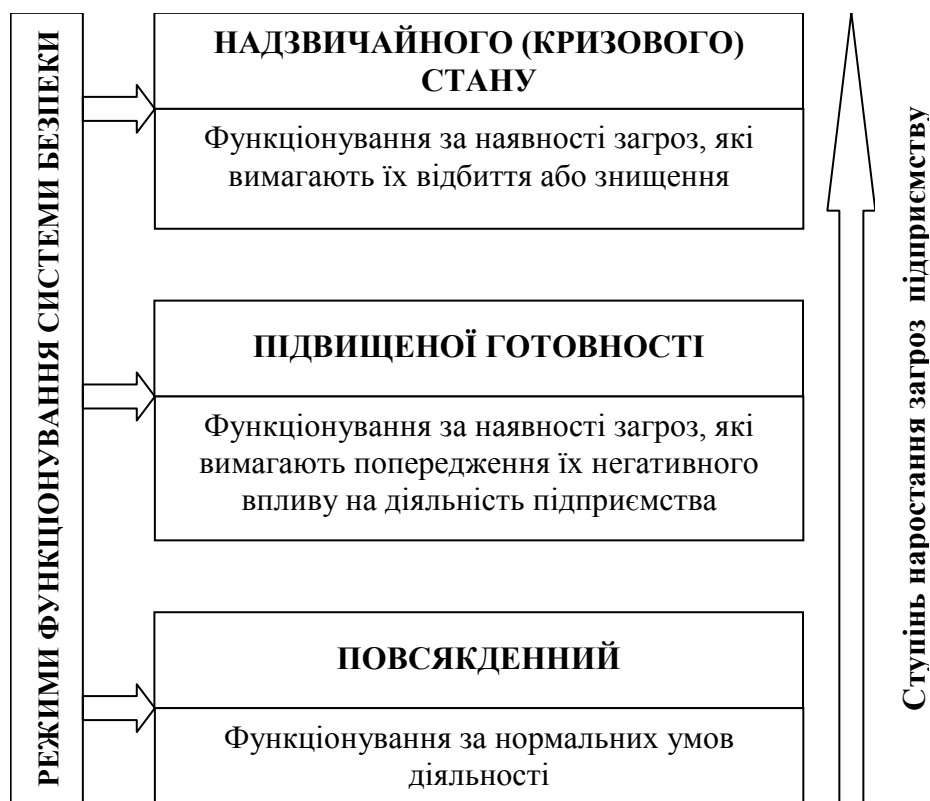 РЕЖИМИ ФУНКЦІОНУВАННЯ СИСТЕМИ БЕЗПЕКИ
НАДЗВИЧАЙНОГО (КРИЗОВОГО)
СТАНУ
Функціонування за наявності загроз, які
вимагають їх відбиття або знищення
ПІДВИЩЕНОЇ ГОТОВНОСТІ
Функціонування за наявності загроз, які
вимагають попередження їх негативного
впливу на діяльність підприємства
ПОВСЯКДЕННИЙ
Функціонування за нормальних умов
діяльності
Ступінь наростання загроз підприємству